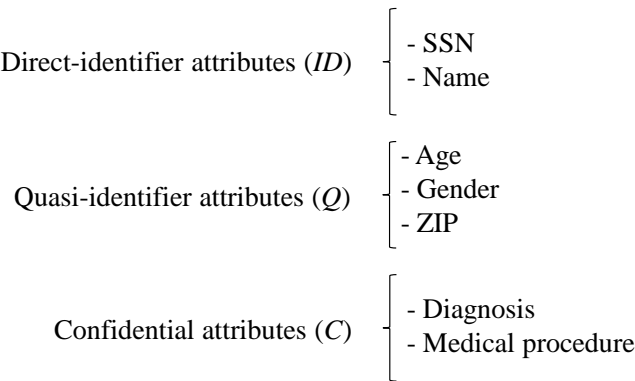 Direct-identifier attributes (ID)
- SSN
- Name
Quasi-identifier attributes (Q)
- Age
- Gender
- ZIP
Confidential attributes (C)
- Diagnosis
- Medical procedure